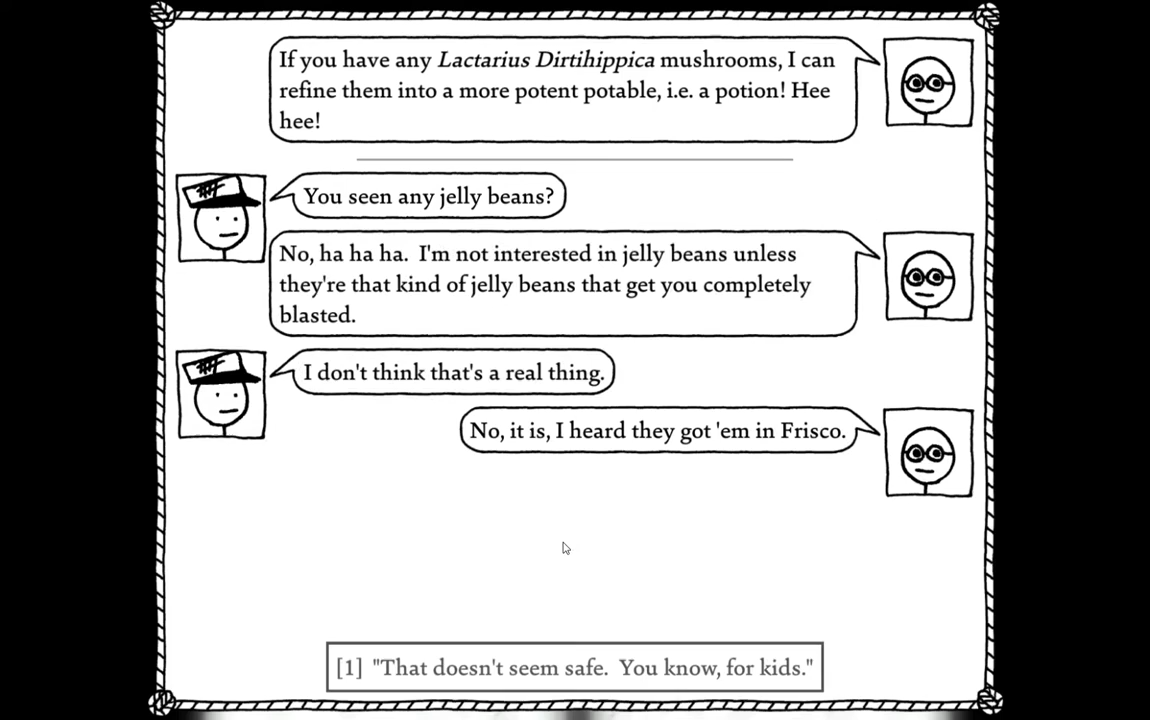 If you have any Lactarius Dirtihippica mushrooms, I can
refine them into a more potent potable, i.e. a potion! Hee
hee!
You seen any jelly beans?
No, ha ha ha.  I'm not interested in jelly beans unless
they're that kind of jelly beans that get you completely
blasted.
I don't think that's a real thing.
No, it is, I heard they got 'em in Frisco.
[1] "That doesn't seem safe.  You know, for kids."